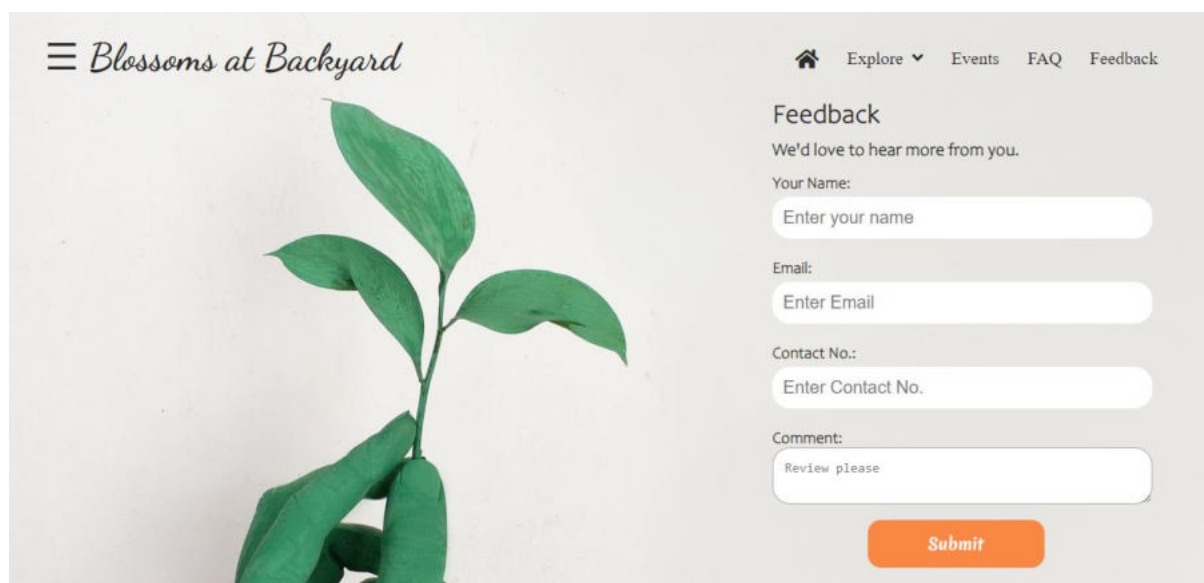 Blossoms at Backyard
Explore Events FAQ Feedback
Feedback
We'd love to hear more from you.
Your Name:
Enter your name
Email:
Enter Email
Contact No.:
Enter Contact No.
Comment:
Review please
Submit